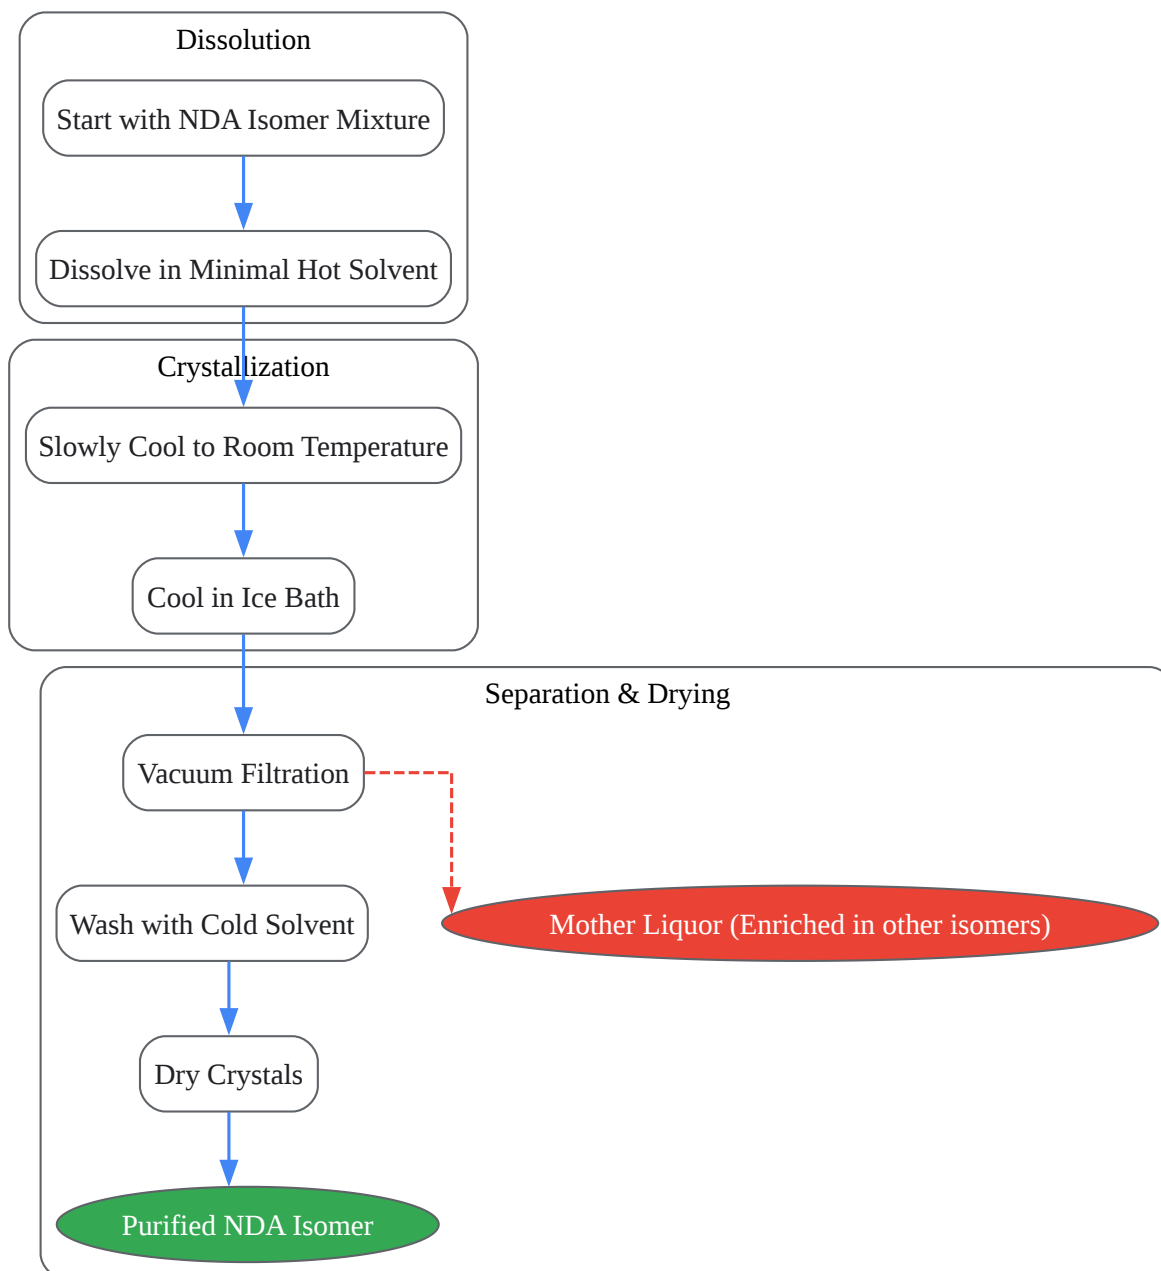 Dissolution
Start with NDA Isomer Mixture
Dissolve in Minimal Hot Solvent
Crystallization
Slowly Cool to Room Temperature
Cool in Ice Bath
Separation & Drying
Vacuum Filtration
Wash with Cold Solvent
Mother Liquor (Enriched in other isomers)
Dry Crystals
Purified NDA Isomer